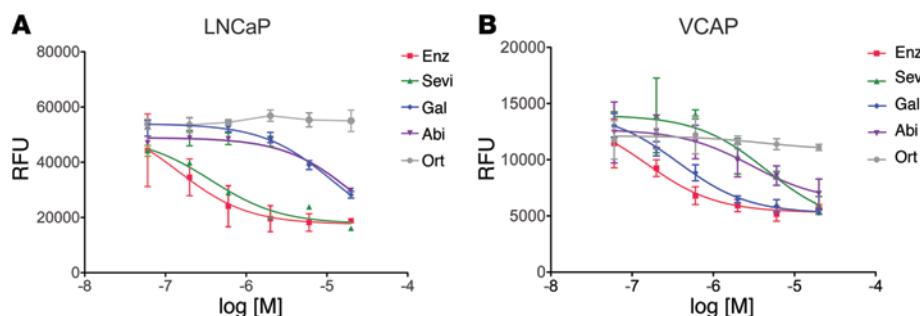 A
LNCaP
RFU
80000
60000
40000
20000
0
-8
-7
-6
-5
-4
log [M]
Enz
Sevi
Gal
Abi
Ort
B
VCAP
RFU
20000
15000
10000
5000
0
-8
-7
-6
-5
-4
log [M]
Enz
Sev
Gal
Abi
Ort